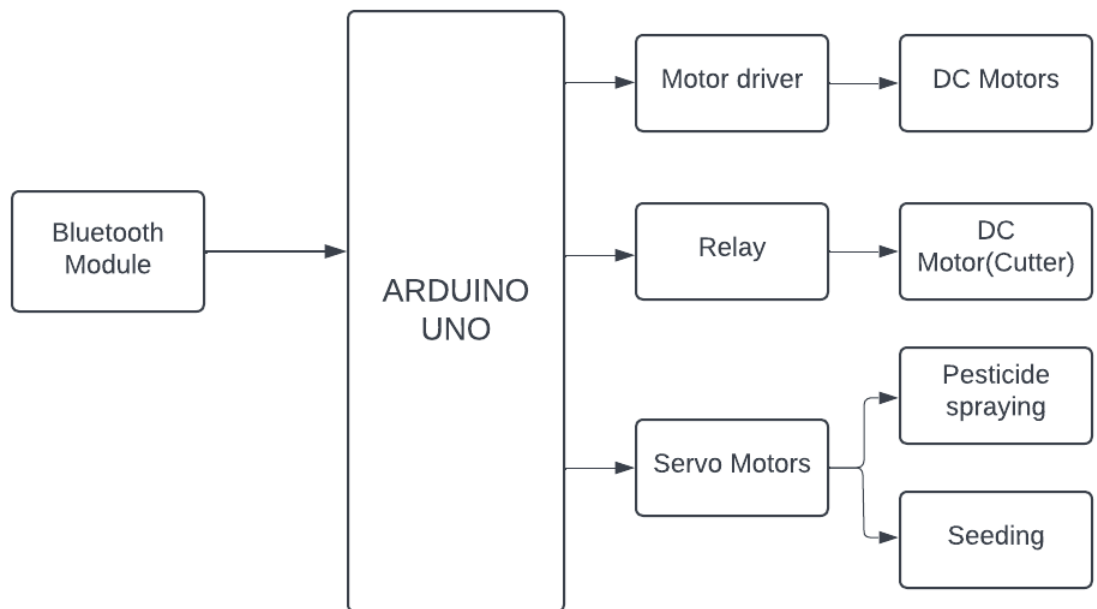 Bluetooth
Module
ARDUINO
UNO
Motor driver
DC Motors
Relay
DC
Motor(Cutter)
Servo Motors
Pesticide
spraying
Seeding